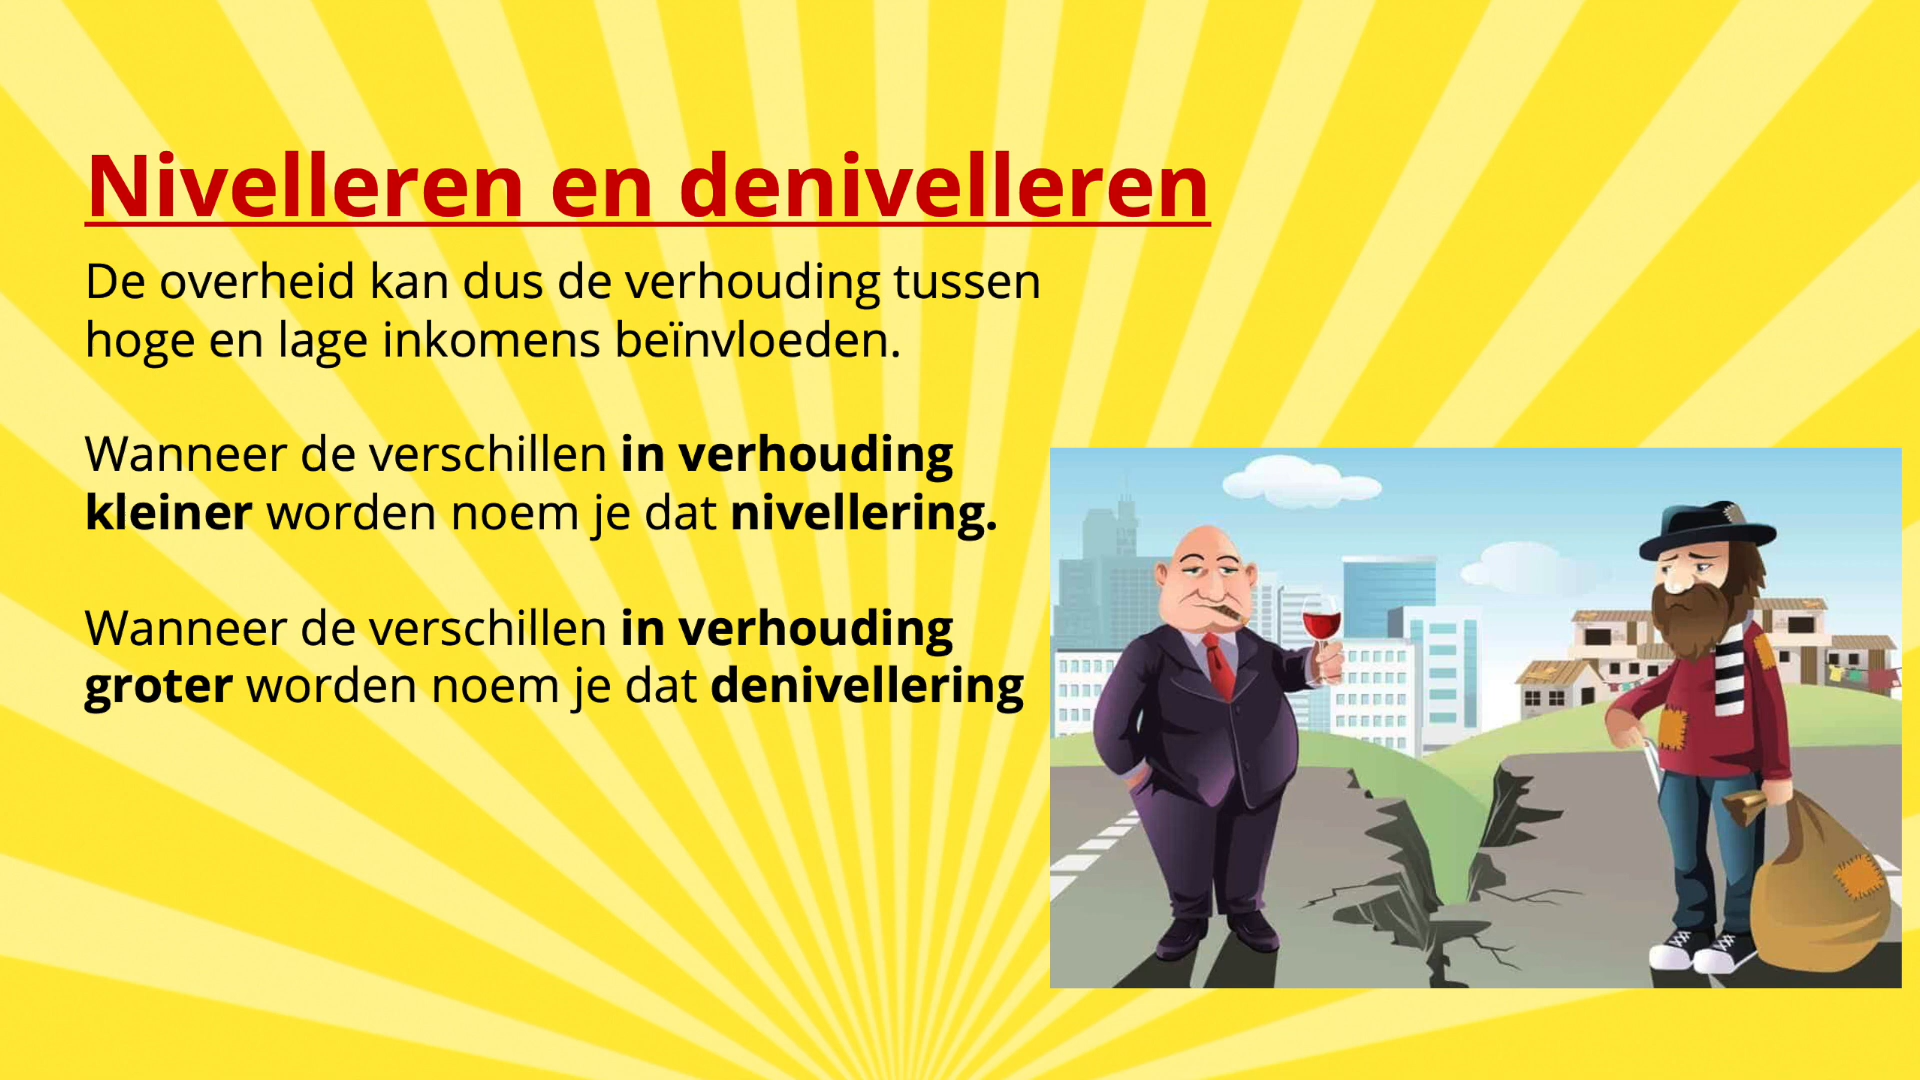 Nivelleren en denivelleren
De overheid kan dus de verhouding tussen
hoge en lage inkomens beïnvloeden.
Wanneer de verschillen in verhouding
kleiner worden noem je dat nivellering.
Wanneer de verschillen in verhouding
groter worden noem je dat denivellering